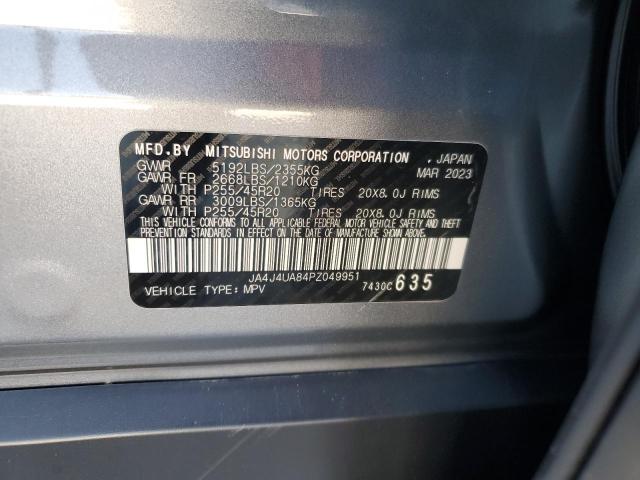 MFD.BY MITSUBISHI MOTORS CORPORATION , JAPAN
GVWR 5192LBS/2355KG MAR 2023
GAWR FR 2668LBS/1210KG
WITH P255/45R20 TIRES 20X8.0J RIMS
GAWR RR 3009LBS/1365KG
WITH P255/45R20 TIRES 20X8.0J RIMS
THIS VEHICLE CONFORMS TO ALL APPLICABLE FEDERAL MOTOR VEHICLE SAFETY, THEFT
PREVENTION STANDARDS IN EFFECT ON THE DATE OF MANUFACTURE SHOWN ABOVE.
JA4J4UA84PZ049951
VEHICLE TYPE:MPV 7430C635